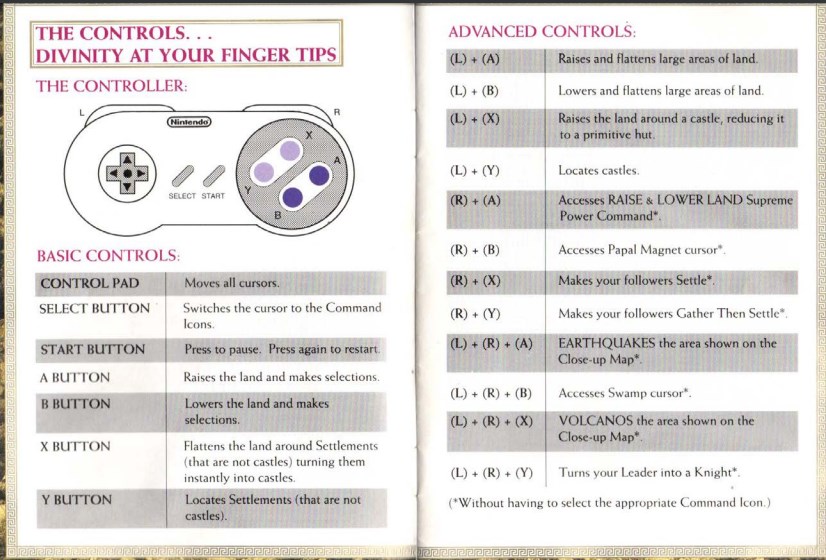 THE CONTROLS. . .
DIVINITY AT YOUR FINGER TIPS
THE CONTROLLER:
L
R
Nintendo
X
A
Y
B
SELECT START
BASIC CONTROLS:
CONTROL PAD Moves all cursors.
SELECT BUTTON Switches the cursor to the Command
Icons.
START BUTTON Press to pause. Press again to restart.
A BUTTON Raises the land and makes selections.
B BUTTON Lowers the land and makes
selections.
X BUTTON Flattens the land around Settlements
(that are not castles) turning them
instantly into castles.
Y BUTTON Locates Settlements (that are not
castles).
ADVANCED CONTROLS:
(L) + (A) Raises and flattens large areas of land.
(L) + (B) Lowers and flattens large areas of land.
(L) + (X) Raises the land around a castle, reducing it
to a primitive hut.
(L) + (Y) Locates castles.
(R) + (A) Accesses RAISE & LOWER LAND Supreme
Power Command*.
(R) + (B) Accesses Papal Magnet cursor*.
(R) + (X) Makes your followers Settle*.
(R) + (Y) Makes your followers Gather Then Settle*.
(L) + (R) + (A) EARTHQUAKES the area shown on the
Close-up Map*.
(L) + (R) + (B) Accesses Swamp cursor*.
(L) + (R) + (X) VOLCANOS the area shown on the
Close-up Map*.
(L) + (R) + (Y) Turns your Leader into a Knight*.
(*Without having to select the appropriate Command Icon.)